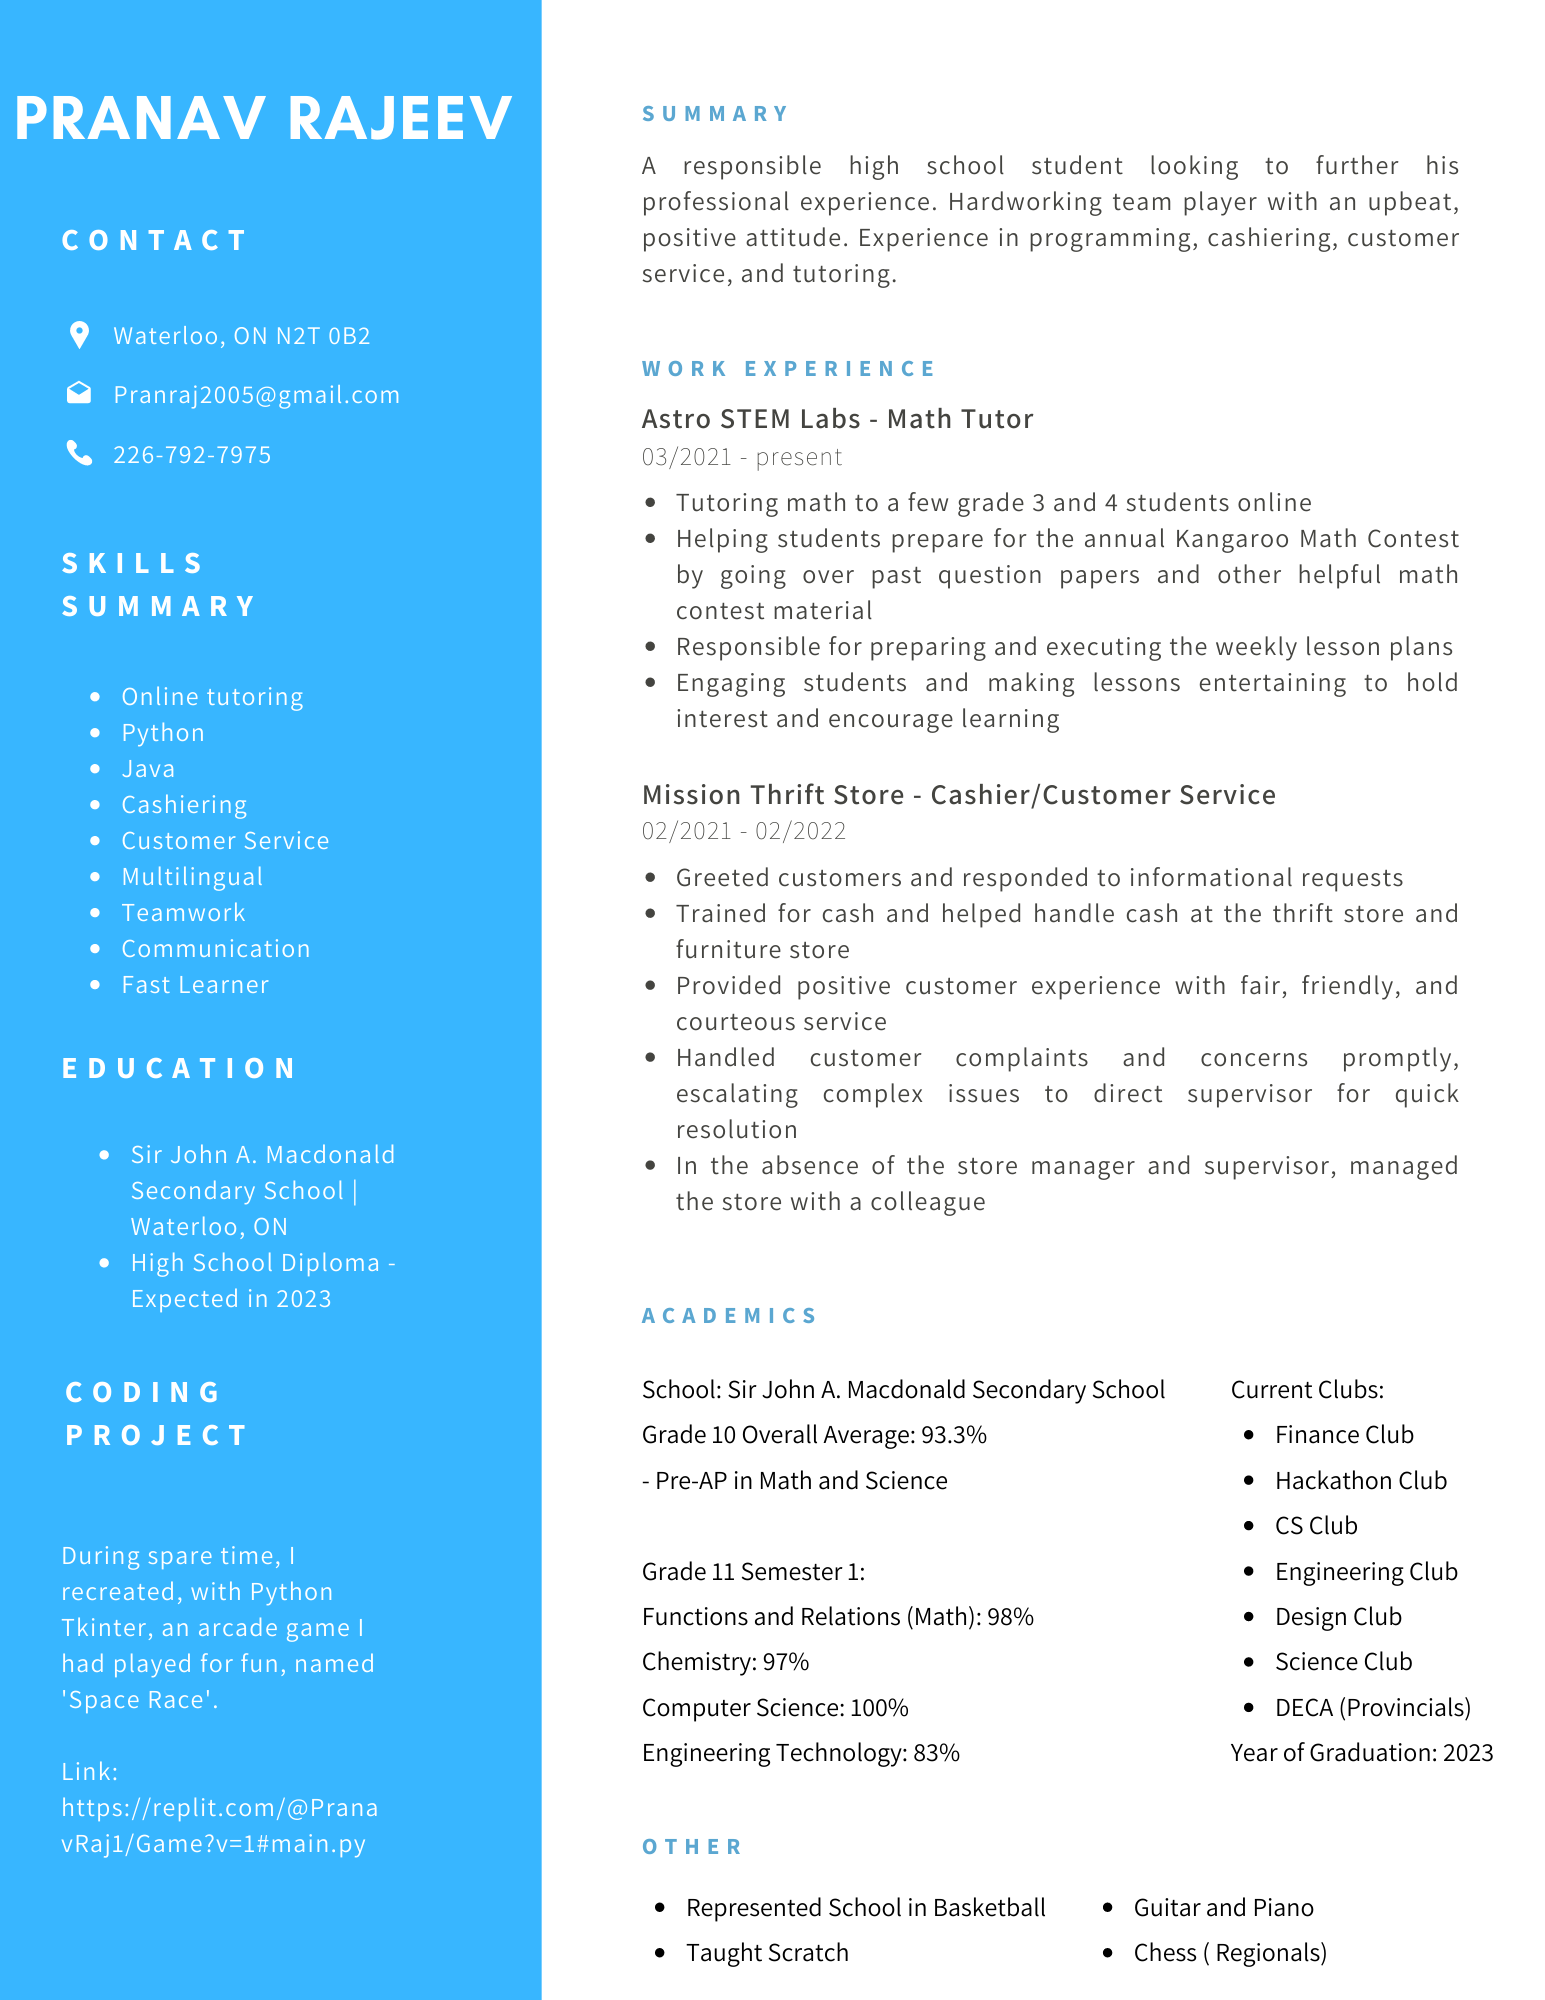 PRANAV RAJEEV
CONTACT
Waterloo, ON N2T 0B2
Pranraj2005@gmail.com
226-792-7975
SKILLS
SUMMARY
• Online tutoring
• Python
• Java
• Cashiering
• Customer Service
• Multilingual
• Teamwork
• Communication
• Fast Learner
EDUCATION
• Sir John A. Macdonald
Secondary School |
Waterloo, ON
• High School Diploma -
Expected in 2023
CODING
PROJECT
During spare time, I
recreated, with Python
Tkinter, an arcade game I
had played for fun, named
'Space Race'.
Link:
https://replit.com/@Prana
vRaj1/Game?v=1#main.py
SUMMARY
A responsible high school student looking to further his
professional experience. Hardworking team player with an upbeat,
positive attitude. Experience in programming, cashiering, customer
service, and tutoring.
WORK EXPERIENCE
Astro STEM Labs - Math Tutor
03/2021 - present
• Tutoring math to a few grade 3 and 4 students online
• Helping students prepare for the annual Kangaroo Math Contest
by going over past question papers and other helpful math
contest material
• Responsible for preparing and executing the weekly lesson plans
• Engaging students and making lessons entertaining to hold
interest and encourage learning
Mission Thrift Store - Cashier/Customer Service
02/2021 - 02/2022
• Greeted customers and responded to informational requests
• Trained for cash and helped handle cash at the thrift store and
furniture store
• Provided positive customer experience with fair, friendly, and
courteous service
• Handled customer complaints and concerns promptly,
escalating complex issues to direct supervisor for quick
resolution
• In the absence of the store manager and supervisor, managed
the store with a colleague
ACADEMICS
School: Sir John A. Macdonald Secondary School
Grade 10 Overall Average: 93.3%
- Pre-AP in Math and Science
Grade 11 Semester 1:
Functions and Relations (Math): 98%
Chemistry: 97%
Computer Science: 100%
Engineering Technology: 83%
Current Clubs:
• Finance Club
• Hackathon Club
• CS Club
• Engineering Club
• Design Club
• Science Club
• DECA (Provincials)
Year of Graduation: 2023
OTHER
• Represented School in Basketball
• Taught Scratch
• Guitar and Piano
• Chess ( Regionals)